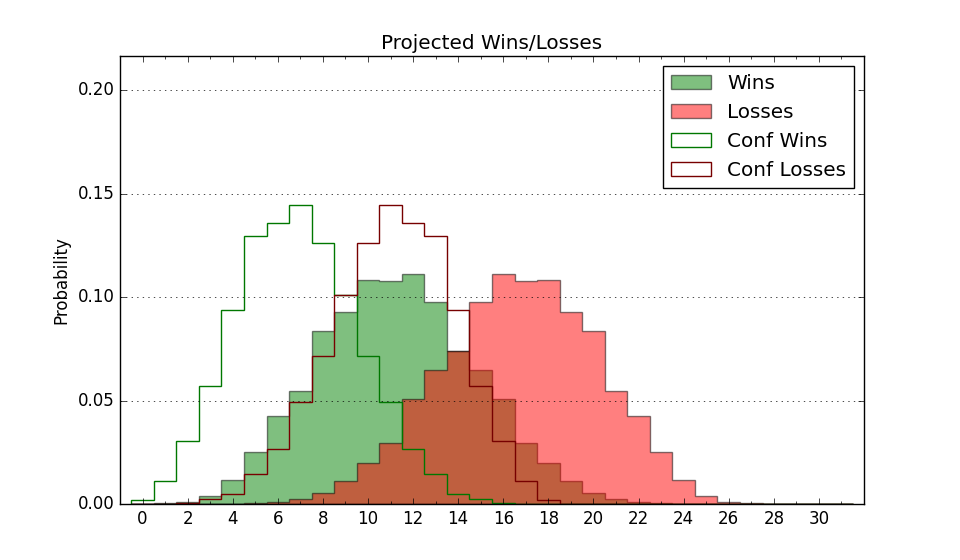 Projected Wins/Losses
0.20
0.15
0.10
0.05
0.00
Probability
Wins
Losses
Conf Wins
Conf Losses
0 2 4 6 8 10 12 14 16 18 20 22 24 26 28 30